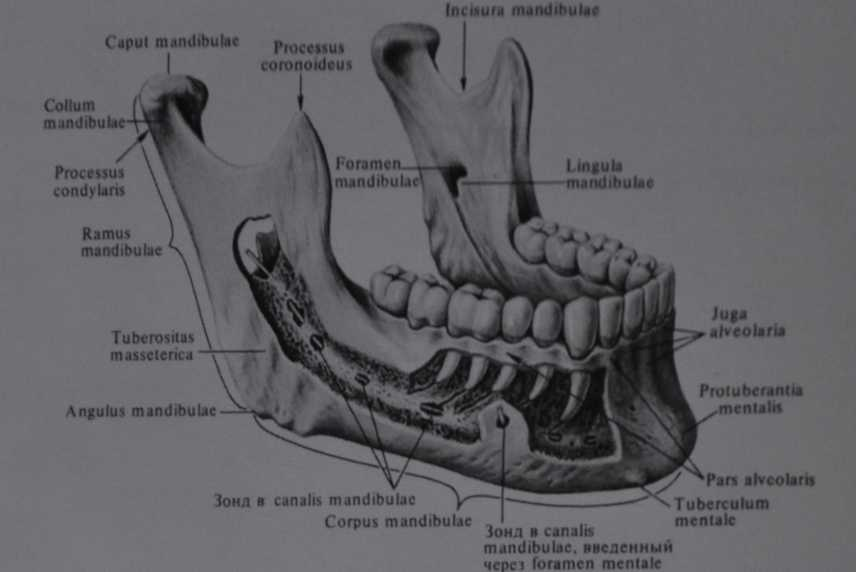 Incisura mandibulae
Caput mandibulae
Processus
coronoideus
Collum
mandibulae
Processus
condylaris
Foramen
mandibulae
Lingula
mandibulae
Ramus
mandibulae
Juga
alveolaria
Tuberositas
masseterica
Protuberantia
mentalis
Angulus mandibulae
Pars alveolaris
Зонд в canalis mandibulae
Tuberculum
mentale
Corpus mandibulae
Зонд в canalis
mandibulae, введенный
через foramen mentale